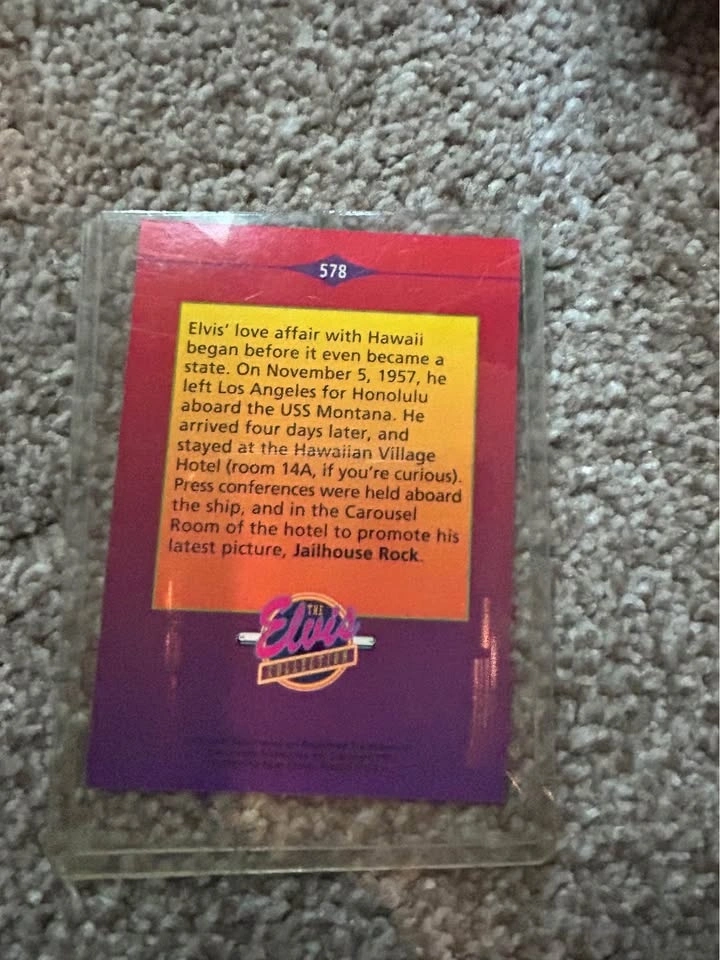 578
Elvis' love affair with Hawaii
began before it even became a
state. On November 5, 1957, he
left Los Angeles for Honolulu
aboard the USS Montana. He
arrived four days later, and
stayed at the Hawaiian Village
Hotel (room 14A, if you're curious).
Press conferences were held aboard
the ship, and in the Carousel
Room of the hotel to promote his
latest picture, Jailhouse Rock.
THE
Elvis
COLLECTION